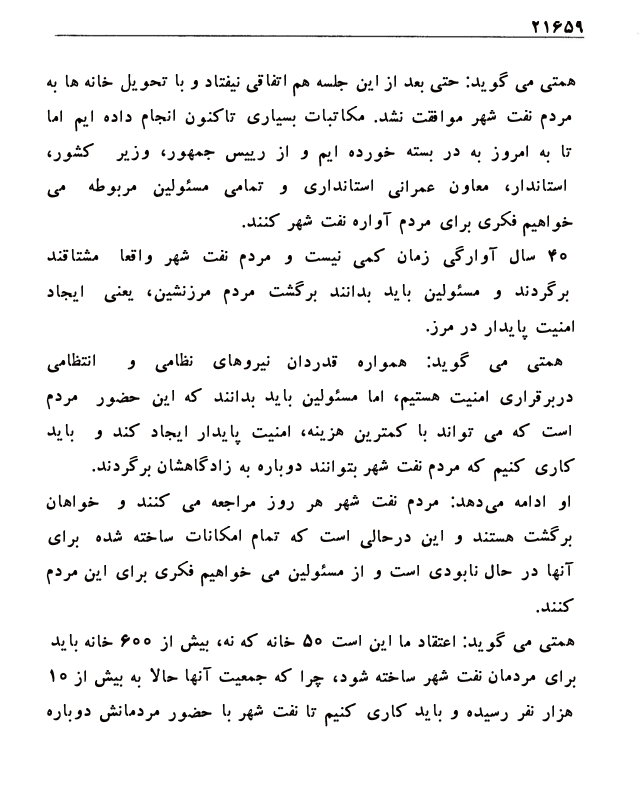 ۲۱۶۵۹
همتی می گوید: حتی بعد از این جلسه هم اتفاقی نیفتاد و با تحویل خانه ها به
مردم نفت شهر موافقت نشد. مکاتبات بسیاری تاکنون انجام داده ایم اما
تا به امروز به در بسته خورده ایم و از رییس جمهور، وزیر کشور،
استاندار، معاون عمرانی استانداری و تمامی مسئولین مربوطه می
خواهیم فکری برای مردم آواره نفت شهر کنند.
۴۰ سال آوارگی زمان کمی نیست و مردم نفت شهر واقعا مشتاقند
برگردند و مسئولین باید بدانند برگشت مردم مرزنشین، یعنی ایجاد
امنیت پایدار در مرز.
همتی می گوید: همواره قدردان نیروهای نظامی و انتظامی
دربرقراری امنیت هستیم، اما مسئولین باید بدانند که این حضور مردم
است که می تواند با کمترین هزینه، امنیت پایدار ایجاد کند و باید
کاری کنیم که مردم نفت شهر بتوانند دوباره به زادگاهشان برگردند.
او ادامه می‌دهد: مردم نفت شهر هر روز مراجعه می کنند و خواهان
برگشت هستند و این درحالی است که تمام امکانات ساخته شده برای
آنها در حال نابودی است و از مسئولین می خواهیم فکری برای این مردم
کنند.
همتی می گوید: اعتقاد ما این است ۵۰ خانه که نه، بیش از ۶۰۰ خانه باید
برای مردمان نفت شهر ساخته شود، چرا که جمعیت آنها حالا به بیش از ۱۰
هزار نفر رسیده و باید کاری کنیم تا نفت شهر با حضور مردمانش دوباره